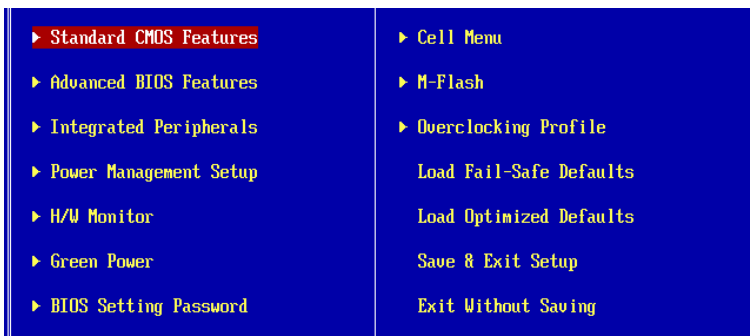 Standard CMOS Features
Advanced BIOS Features
Integrated Peripherals
Power Management Setup
H/W Monitor
Green Power
BIOS Setting Password
Cell Menu
M-Flash
Overclocking Profile
Load Fail-Safe Defaults
Load Optimized Defaults
Save & Exit Setup
Exit Without Saving